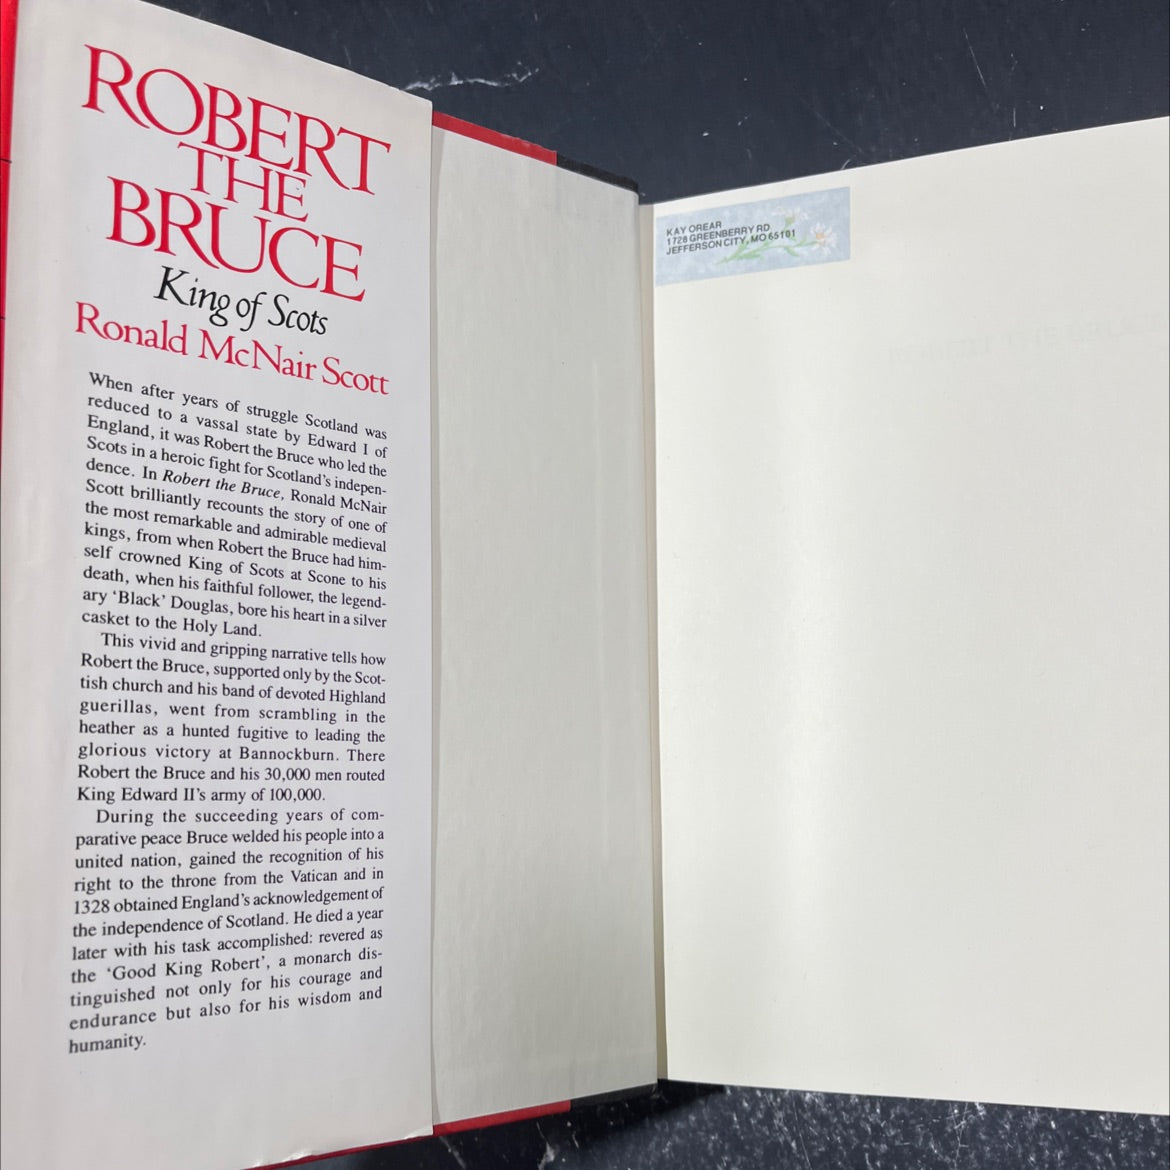 ROBERT
THE
BRUCE
King of Scots
Ronald McNair Scott
When after years of struggle Scotland was
reduced to a vassal state by Edward I of
England, it was Robert the Bruce who led the
Scots in a heroic fight for Scotland's indepen-
dence. In Robert the Bruce, Ronald McNair
Scott brilliantly recounts the story of one of
the most remarkable and admirable medieval
kings, from when Robert the Bruce had him-
self crowned King of Scots at Scone to his
death, when his faithful follower, the legend-
ary 'Black' Douglas, bore his heart in a silver
casket to the Holy Land.
This vivid and gripping narrative tells how
Robert the Bruce, supported only by the Scot-
tish church and his band of devoted Highland
guerillas, went from scrambling in the
heather as a hunted fugitive to leading the
glorious victory at Bannockburn. There
Robert the Bruce and his 30,000 men routed
King Edward II's army of 100,000.
During the succeeding years of com-
parative peace Bruce welded his people into a
united nation, gained the recognition of his
right to the throne from the Vatican and in
1328 obtained England's acknowledgement of
the independence of Scotland. He died a year
later with his task accomplished: revered as
the 'Good King Robert', a monarch dis-
tinguished not only for his courage and
endurance but also for his wisdom and
humanity.
KAY OREAR
1728 GREENBERRY RD.
JEFFERSON CITY, MO 65101